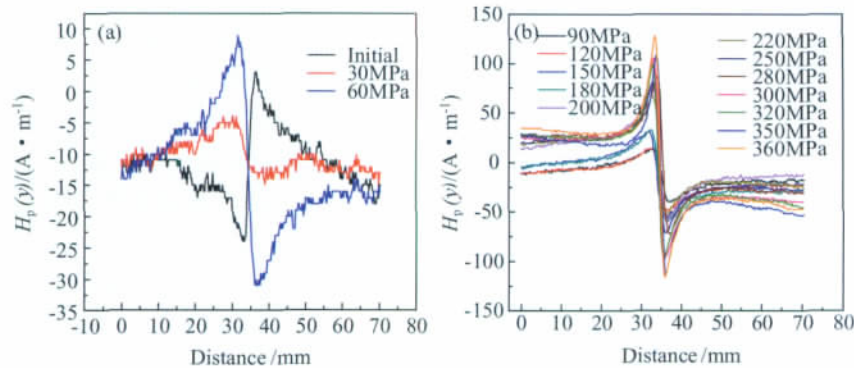 (a)
Initial
30MPa
60MPa
10
5
0
-5
-10
-15
-20
-25
-30
-35
-10 0 10 20 30 40 50 60 70 80
Distance /mm
Hp (y)/(A • m⁻¹)
(b)
90MPa
120MPa
150MPa
180MPa
200MPa
220MPa
250MPa
280MPa
300MPa
320MPa
350MPa
360MPa
150
100
50
0
-50
-100
-150
0 10 20 30 40 50 60 70 80
Distance /mm
Hp (y)/(A • m⁻¹)